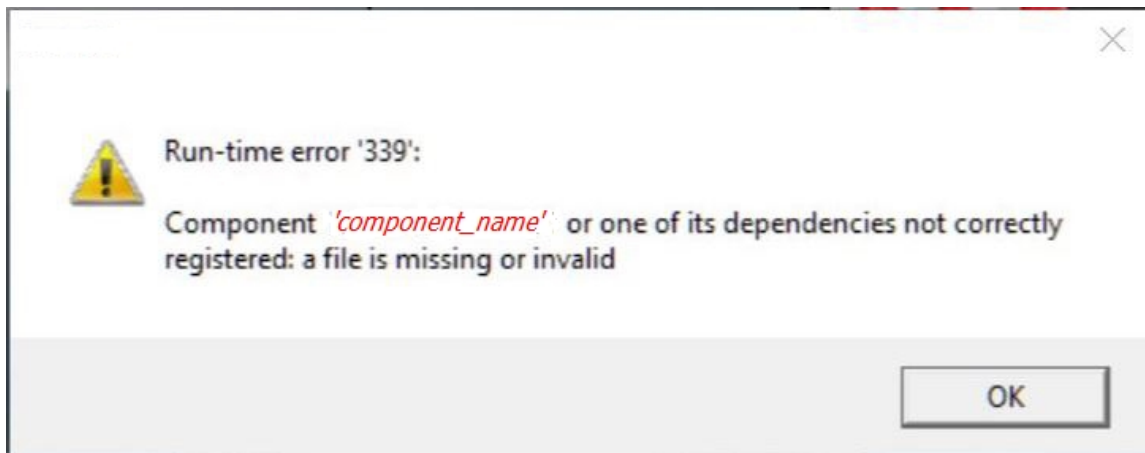 Run-time error '339':
Component 'component_name' or one of its dependencies not correctly
registered: a file is missing or invalid
OK